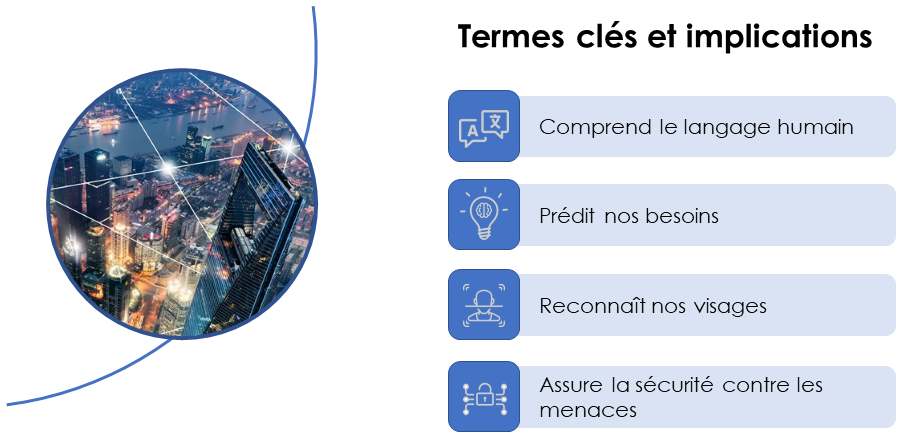 Termes clés et implications
A 文
Comprend le langage humain
Prédit nos besoins
Reconnaît nos visages
Assure la sécurité contre les
menaces